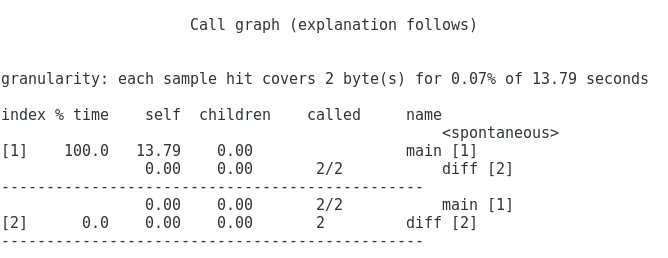 Call graph (explanation follows)
granularity: each sample hit covers 2 byte(s) for 0.07% of 13.79 seconds
index % time    self  children    called     name
                                                 <spontaneous>
[1]    100.0   13.79    0.00                 main [1]
                0.00    0.00       2/2           diff [2]
-----------------------------------------------
                0.00    0.00       2/2           main [1]
[2]      0.0    0.00    0.00       2         diff [2]
-----------------------------------------------